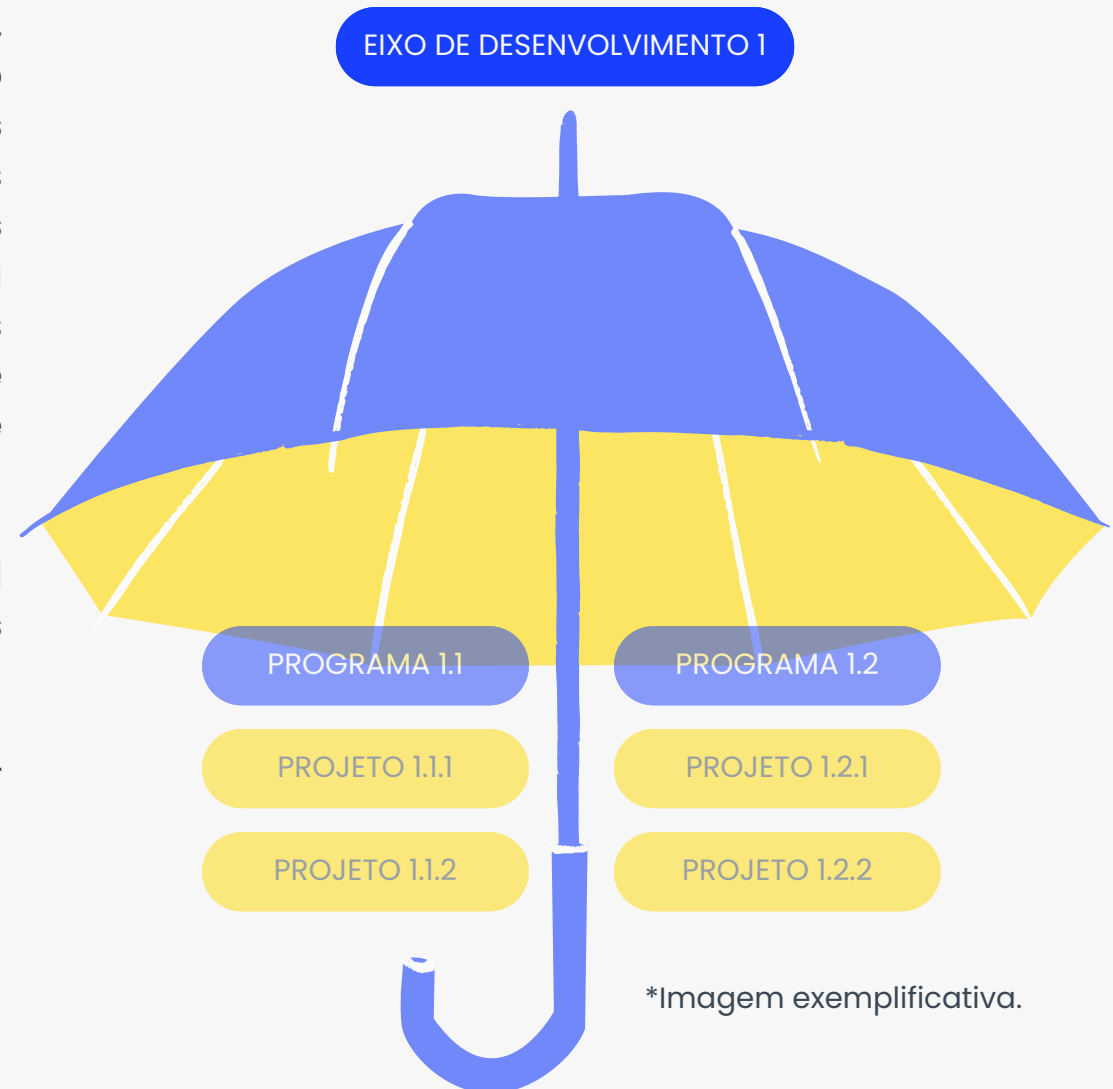 EIXO DE DESENVOLVIMENTO 1
PROGRAMA 1.1
PROGRAMA 1.2
PROJETO 1.1.1
PROJETO 1.2.1
PROJETO 1.1.2
PROJETO 1.2.2
*Imagem exemplificativa.